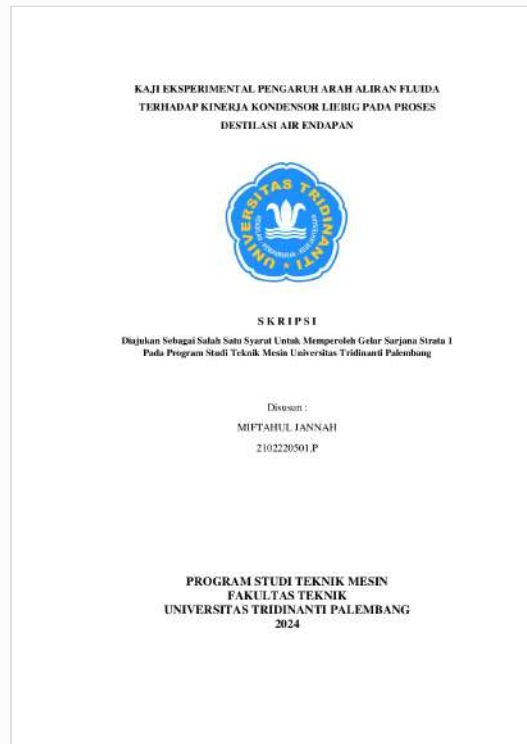 KAJI EKSPERIMENTAL PENGARUH ARAH ALIRAN FLUIDA
TERHADAP KINERJA KONDENSOR LIEBIG PADA PROSES
DESTILASI AIR ENDAPAN
UNIVERSITAS TRIDINANTI
S K R I P S I
Diajukan Sebagai Salah Satu Syarat Untuk Memperoleh Gelar Sarjana Strata 1
Pada Program Studi Teknik Mesin Universitas Tridinanti Palembang
Disusun :
MIFTAHUL JANNAH
2102220501.P
PROGRAM STUDI TEKNIK MESIN
FAKULTAS TEKNIK
UNIVERSITAS TRIDINANTI PALEMBANG
2024